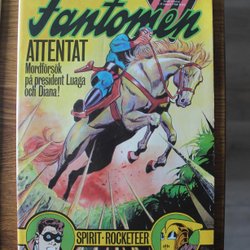 Fantomen
ATTENTAT
Mordförsök
på president Luaga
och Diana!
SPIRIT·ROCKETEER